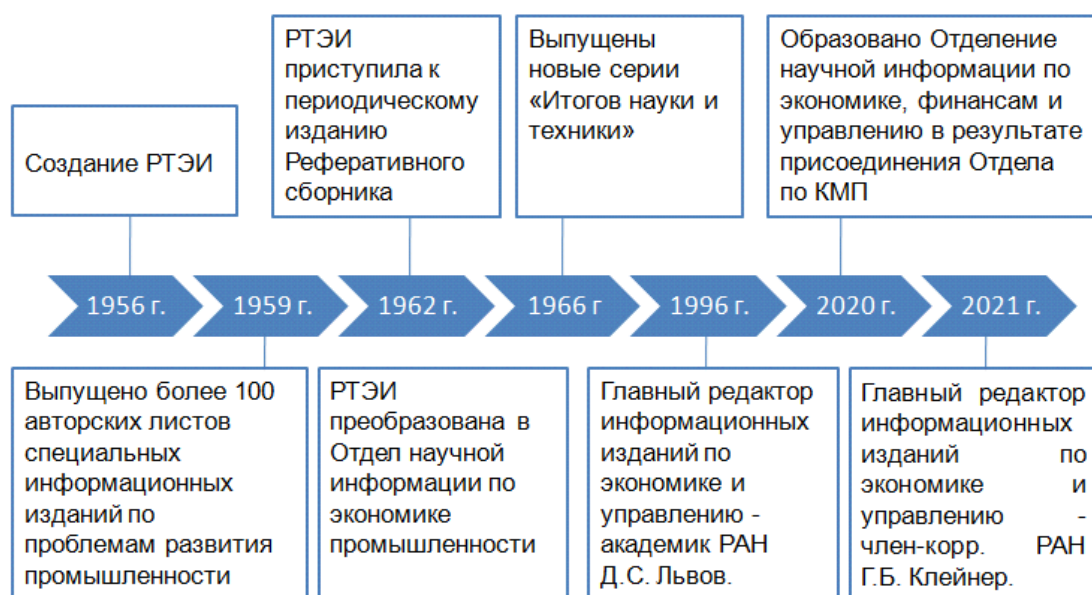 Создание РТЭИ
РТЭИ
приступила к
периодическому
изданию
Реферативного
сборника
Выпущены
новые серии
«Итогов науки и
техники»
Образовано Отделение
научной информации по
экономике, финансам и
управлению в результате
присоединения Отдела
по КМП
1956 г.
1959 г.
1962 г.
1966 г
1996 г.
2020 г.
2021 г.
Выпущено более 100
авторских листов
специальных
информационных
изданий по
проблемам развития
промышленности
РТЭИ
преобразована в
Отдел научной
информации по
экономике
промышленности
Главный редактор
информационных
изданий по
экономике и
управлению -
академик РАН
Д.С. Львов.
Главный редактор
информационных
изданий по
экономике и
управлению -
член-корр. РАН
Г.Б. Клейнер.